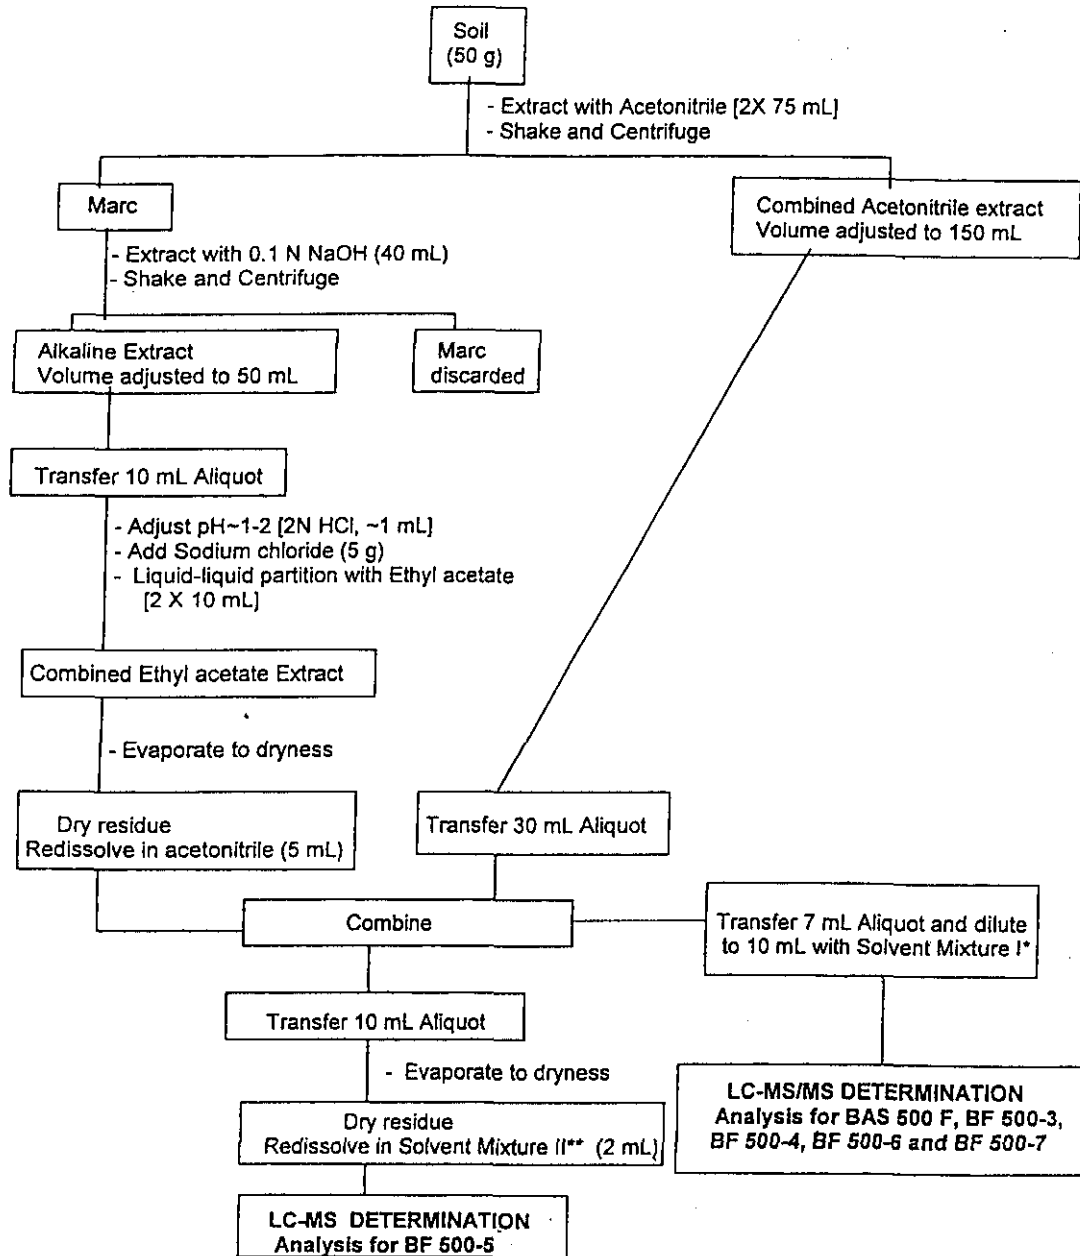 Soil
(50 g)
- Extract with Acetonitrile [2X 75 mL]
- Shake and Centrifuge
Marc
Combined Acetonitrile extract
Volume adjusted to 150 mL
- Extract with 0.1 N NaOH (40 mL)
- Shake and Centrifuge
Alkaline Extract
Volume adjusted to 50 mL
Marc
discarded
Transfer 10 mL Aliquot
- Adjust pH~1-2 [2N HCl, ~1 mL]
- Add Sodium chloride (5 g)
- Liquid-liquid partition with Ethyl acetate
[2 X 10 mL]
Combined Ethyl acetate Extract
- Evaporate to dryness
Dry residue
Redissolve in acetonitrile (5 mL)
Transfer 30 mL Aliquot
Combine
Transfer 7 mL Aliquot and dilute
to 10 mL with Solvent Mixture I*
Transfer 10 mL Aliquot
- Evaporate to dryness
Dry residue
Redissolve in Solvent Mixture II** (2 mL)
LC-MS/MS DETERMINATION
Analysis for BAS 500 F, BF 500-3,
BF 500-4, BF 500-6 and BF 500-7
LC-MS DETERMINATION
Analysis for BF 500-5